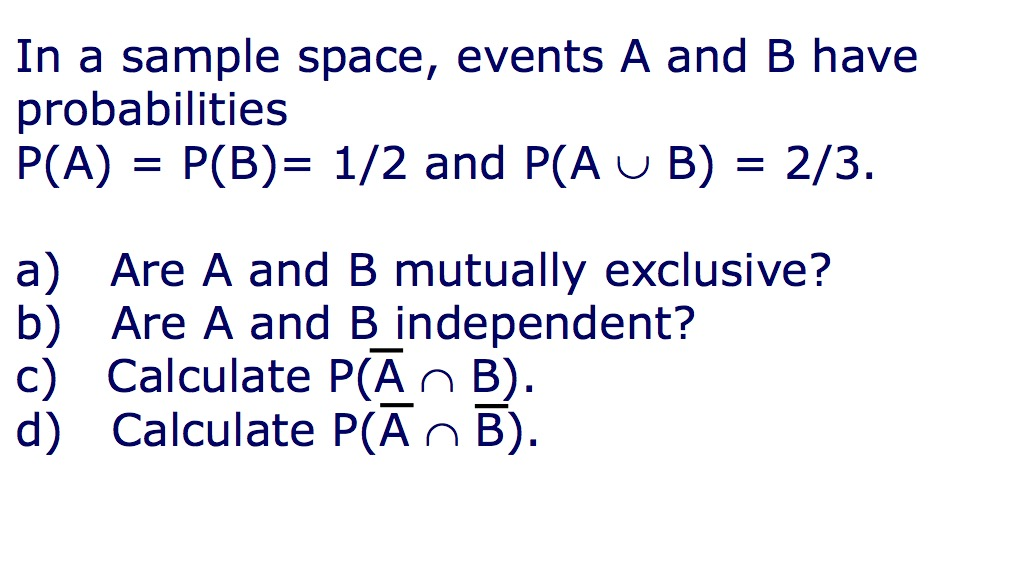 In a sample space, events A and B have
probabilities
P(A) = P(B)= 1/2 and P(A ∪ B) = 2/3.
a) Are A and B mutually exclusive?
b) Are A and B independent?
c) Calculate P(A̅ ∩ B).
d) Calculate P(A̅ ∩ B̅).